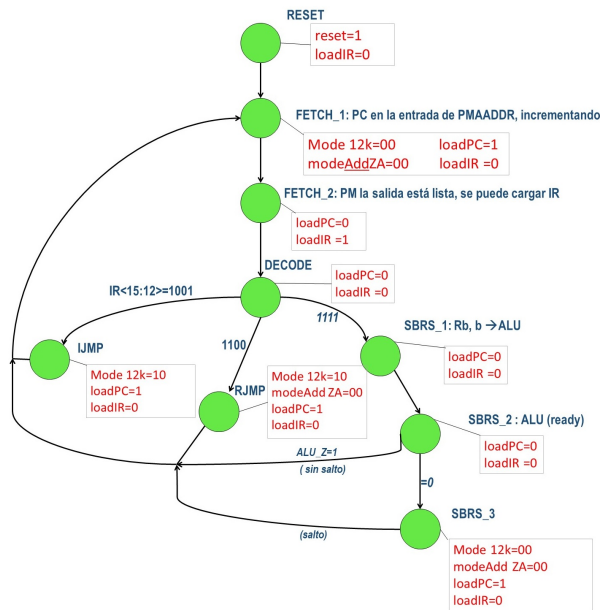 RESET
reset=1
loadIR=0
FETCH_1: PC en la entrada de PMAADDR, incrementando
Mode 12k=00 loadPC=1
modeAddZA=00 loadIR =0
FETCH_2: PM la salida está lista, se puede cargar IR
loadPC=0
loadIR =1
DECODE
loadPC=0
loadIR =0
IR<15:12>=1001
1111
1100
SBRS_1: Rb, b →ALU
loadPC=0
loadIR =0
IJMP
Mode 12k=10
loadPC=1
loadIR=0
RJMP
Mode 12k=10
modeAdd ZA=00
loadPC=1
loadIR=0
SBRS_2 : ALU (ready)
loadPC=0
loadIR =0
ALU_Z=1
( sin salto)
=0
SBRS_3
(salto)
Mode 12k=00
modeAdd ZA=00
loadPC=1
loadIR=0